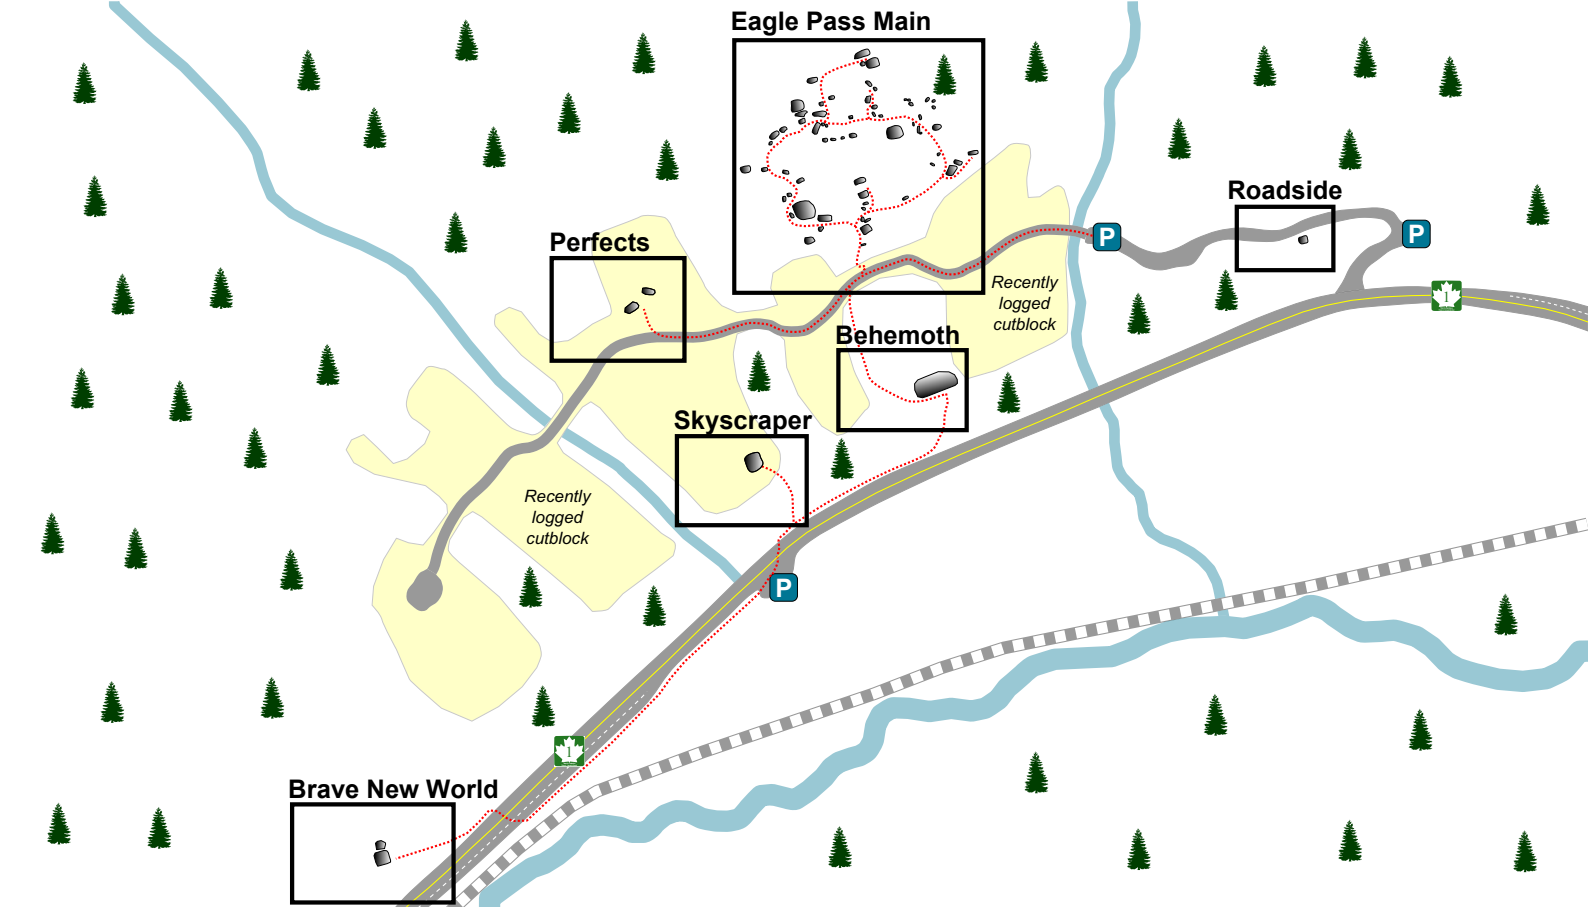 Eagle Pass Main
Roadside
P
P
Perfects
Recently
logged
cutblock
1
Behemoth
Skyscraper
Recently
logged
cutblock
P
1
Brave New World